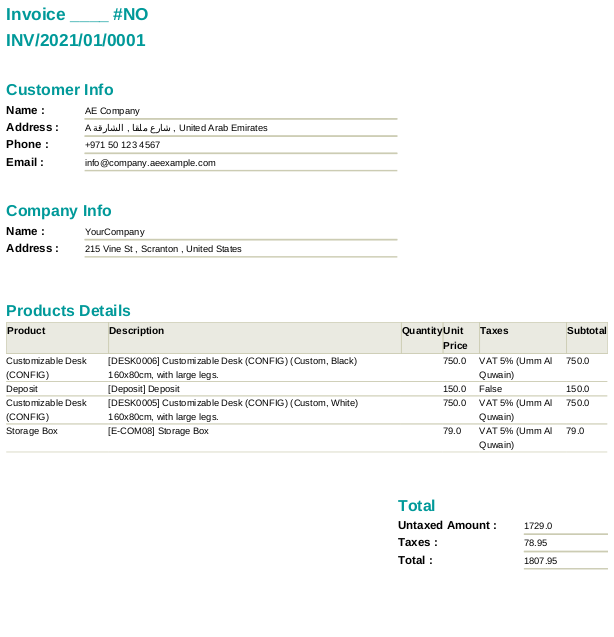 Invoice ____ #NO
INV/2021/01/0001
Customer Info
Name : AE Company
Address : A شارع ملقا , الشارقة , United Arab Emirates
Phone : +971 50 123 4567
Email : info@company.aeexample.com
Company Info
Name : YourCompany
Address : 215 Vine St , Scranton , United States
Products Details
Product Description Quantity Unit Price Taxes Subtotal
Customizable Desk (CONFIG) [DESK0006] Customizable Desk (CONFIG) (Custom, Black) 160x80cm, with large legs. 750.0 VAT 5% (Umm Al Quwain) 750.0
Deposit [Deposit] Deposit 150.0 False 150.0
Customizable Desk (CONFIG) [DESK0005] Customizable Desk (CONFIG) (Custom, White) 160x80cm, with large legs. 750.0 VAT 5% (Umm Al Quwain) 750.0
Storage Box [E-COM08] Storage Box 79.0 VAT 5% (Umm Al Quwain) 79.0
Total
Untaxed Amount : 1729.0
Taxes : 78.95
Total : 1807.95